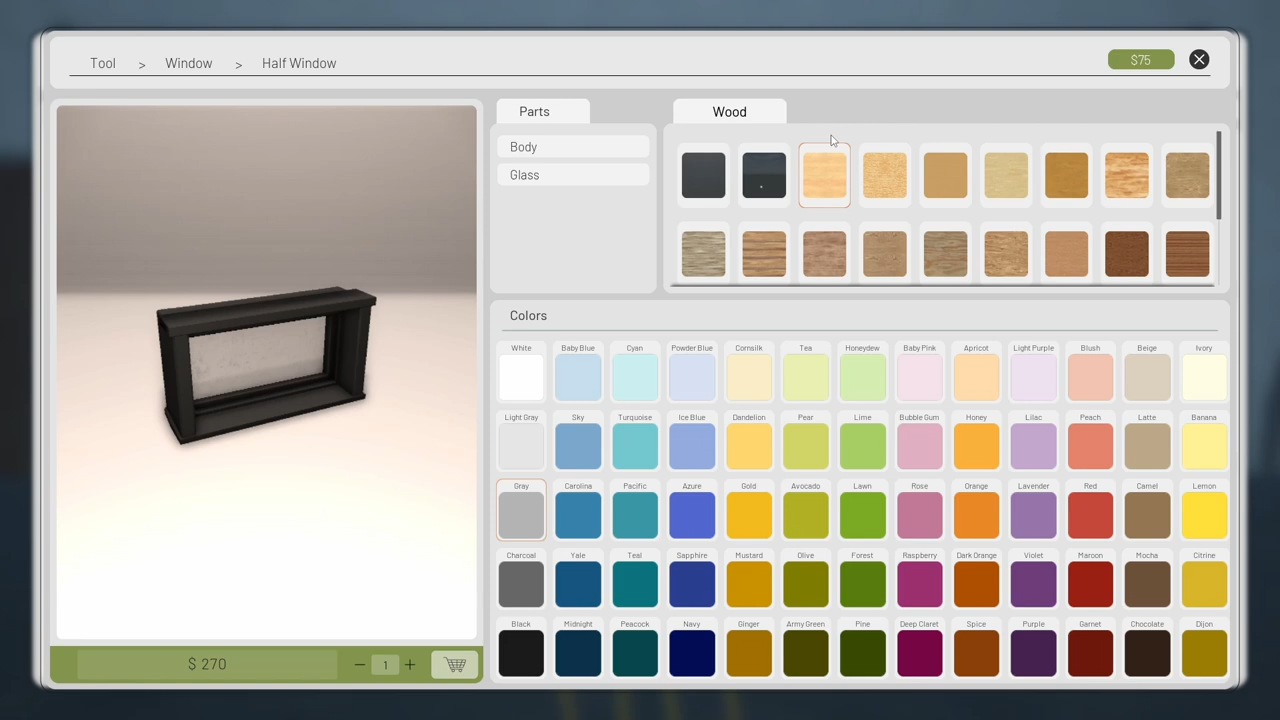 Tool > Window > Half Window
$75
Parts
Wood
Body
Glass
Colors
White Baby Blue Cyan Powder Blue Cornsilk Tea Honeydew Baby Pink Apricot Light Purple Blush Beige Ivory
Light Gray Sky Turquoise Ice Blue Dandelion Pear Lime Bubble Gum Honey Lilac Peach Latte Banana
Gray Carolina Pacific Azure Gold Avocado Lawn Rose Orange Lavender Red Camel Lemon
Charcoal Yale Teal Sapphire Mustard Olive Forest Raspberry Dark Orange Violet Maroon Mocha Citrine
Black Midnight Peacock Navy Ginger Army Green Pine Deep Claret Spice Purple Garnet Chocolate Dijon
$ 270
− 1 +